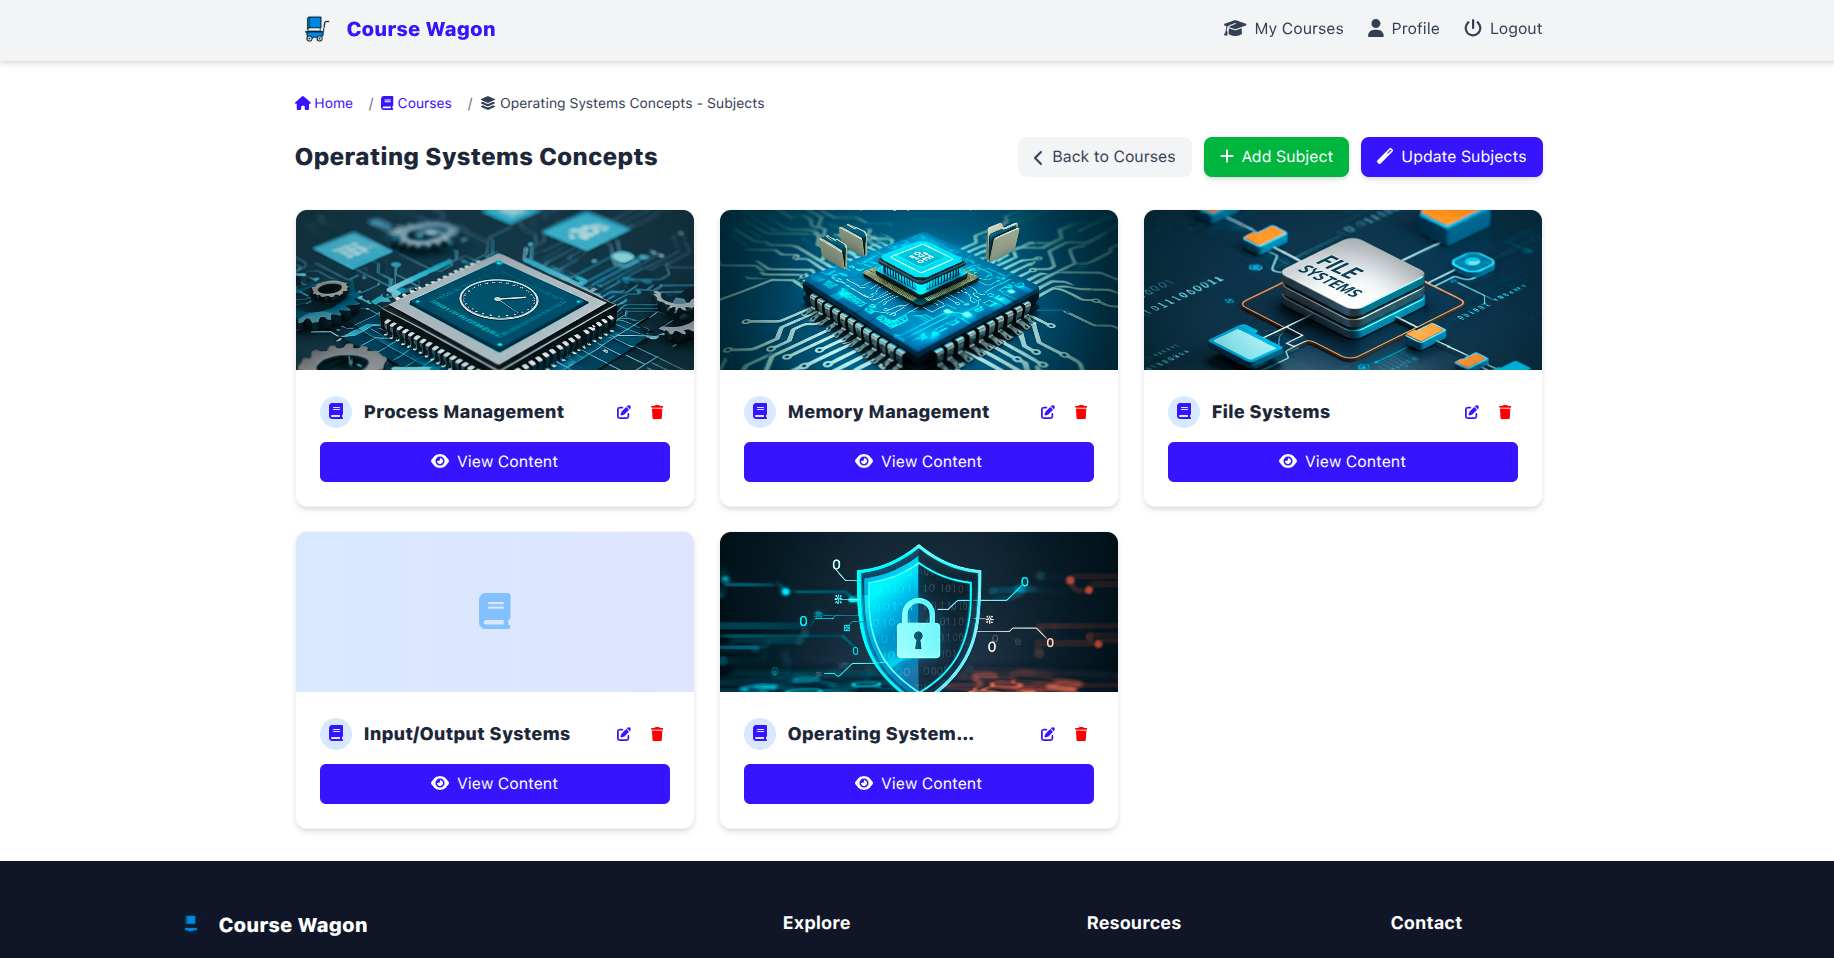 Course Wagon
My Courses
Profile
Logout
Home / Courses / Operating Systems Concepts - Subjects
Operating Systems Concepts
Back to Courses
Add Subject
Update Subjects
FILE
SYSTEMS
Process Management
Memory Management
File Systems
View Content
View Content
View Content
Input/Output Systems
Operating System...
View Content
View Content
Course Wagon
Explore
Resources
Contact